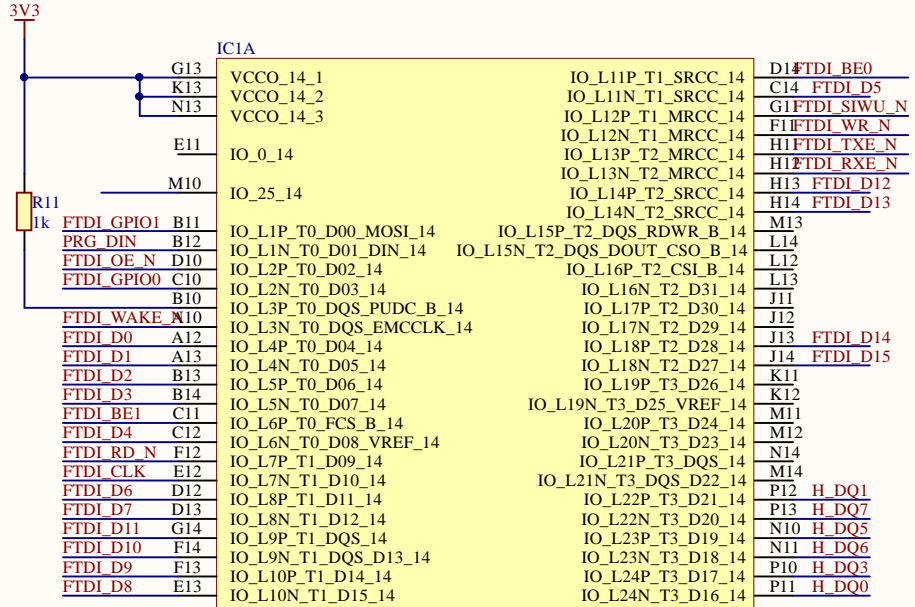 3V3
IC1A
G13 VCCO_14_1 IO_L11P_T1_SRCC_14 D14 FTDI_BE0
K13 VCCO_14_2 IO_L11N_T1_SRCC_14 C14 FTDI_D5
N13 VCCO_14_3 IO_L12P_T1_MRCC_14 G11 FTDI_SIWU_N
IO_L12N_T1_MRCC_14 F11 FTDI_WR_N
E11 IO_0_14 IO_L13P_T2_MRCC_14 H11 FTDI_TXE_N
IO_L13N_T2_MRCC_14 H12 FTDI_RXE_N
M10 IO_25_14 IO_L14P_T2_SRCC_14 H13 FTDI_D12
R11 IO_L14N_T2_SRCC_14 H14 FTDI_D13
1k FTDI_GPIO1 B11 IO_L1P_T0_D00_MOSI_14 IO_L15P_T2_DQS_RDWR_B_14 M13
PRG_DIN B12 IO_L1N_T0_D01_DIN_14 IO_L15N_T2_DQS_DOUT_CSO_B_14 L14
FTDI_OE_N D10 IO_L2P_T0_D02_14 IO_L16P_T2_CSI_B_14 L12
FTDI_GPIO0 C10 IO_L2N_T0_D03_14 IO_L16N_T2_D31_14 L13
B10 IO_L3P_T0_DQS_PUDC_B_14 IO_L17P_T2_D30_14 J11
FTDI_WAKE_N A10 IO_L3N_T0_DQS_EMCCLK_14 IO_L17N_T2_D29_14 J12
FTDI_D0 A12 IO_L4P_T0_D04_14 IO_L18P_T2_D28_14 J13 FTDI_D14
FTDI_D1 A13 IO_L4N_T0_D05_14 IO_L18N_T2_D27_14 J14 FTDI_D15
FTDI_D2 B13 IO_L5P_T0_D06_14 IO_L19P_T3_D26_14 K11
FTDI_D3 B14 IO_L5N_T0_D07_14 IO_L19N_T3_D25_VREF_14 K12
FTDI_BE1 C11 IO_L6P_T0_FCS_B_14 IO_L20P_T3_D24_14 M11
FTDI_D4 C12 IO_L6N_T0_D08_VREF_14 IO_L20N_T3_D23_14 M12
FTDI_RD_N F12 IO_L7P_T1_D09_14 IO_L21P_T3_DQS_14 N14
FTDI_CLK E12 IO_L7N_T1_D10_14 IO_L21N_T3_DQS_D22_14 M14
FTDI_D6 D12 IO_L8P_T1_D11_14 IO_L22P_T3_D21_14 P12 H_DQ1
FTDI_D7 D13 IO_L8N_T1_D12_14 IO_L22N_T3_D20_14 P13 H_DQ7
FTDI_D11 G14 IO_L9P_T1_DQS_14 IO_L23P_T3_D19_14 N10 H_DQ5
FTDI_D10 F14 IO_L9N_T1_DQS_D13_14 IO_L23N_T3_D18_14 N11 H_DQ6
FTDI_D9 F13 IO_L10P_T1_D14_14 IO_L24P_T3_D17_14 P10 H_DQ3
FTDI_D8 E13 IO_L10N_T1_D15_14 IO_L24N_T3_D16_14 P11 H_DQ0